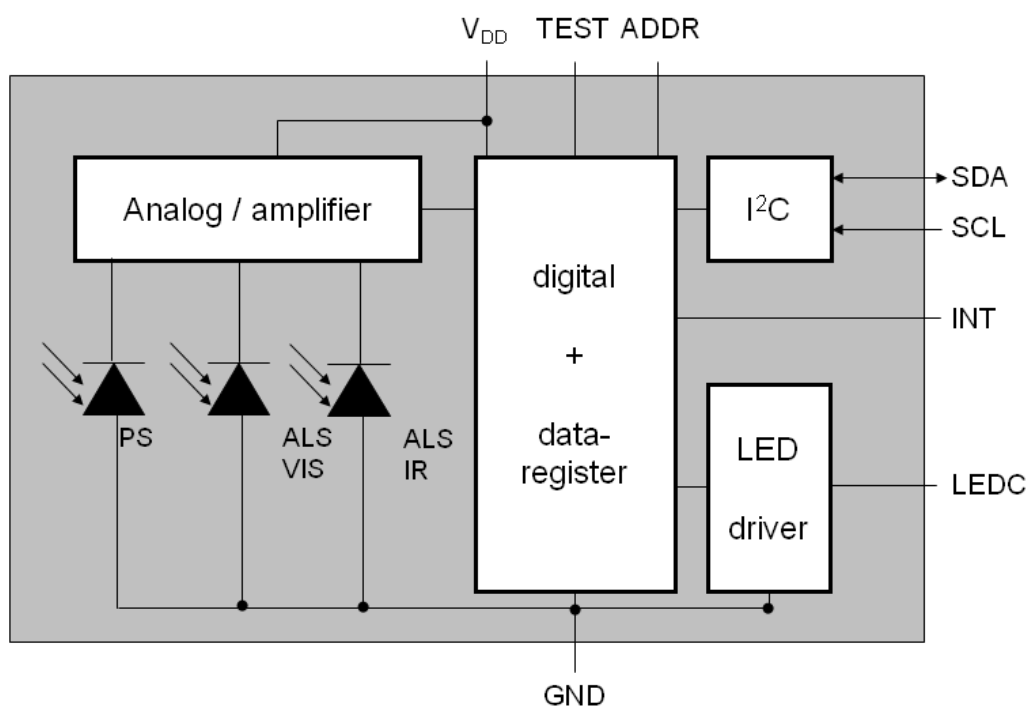 V_DD TEST ADDR
Analog / amplifier
I²C
SDA
SCL
digital
+
data-
register
INT
PS
ALS
VIS
ALS
IR
LED
driver
LEDC
GND